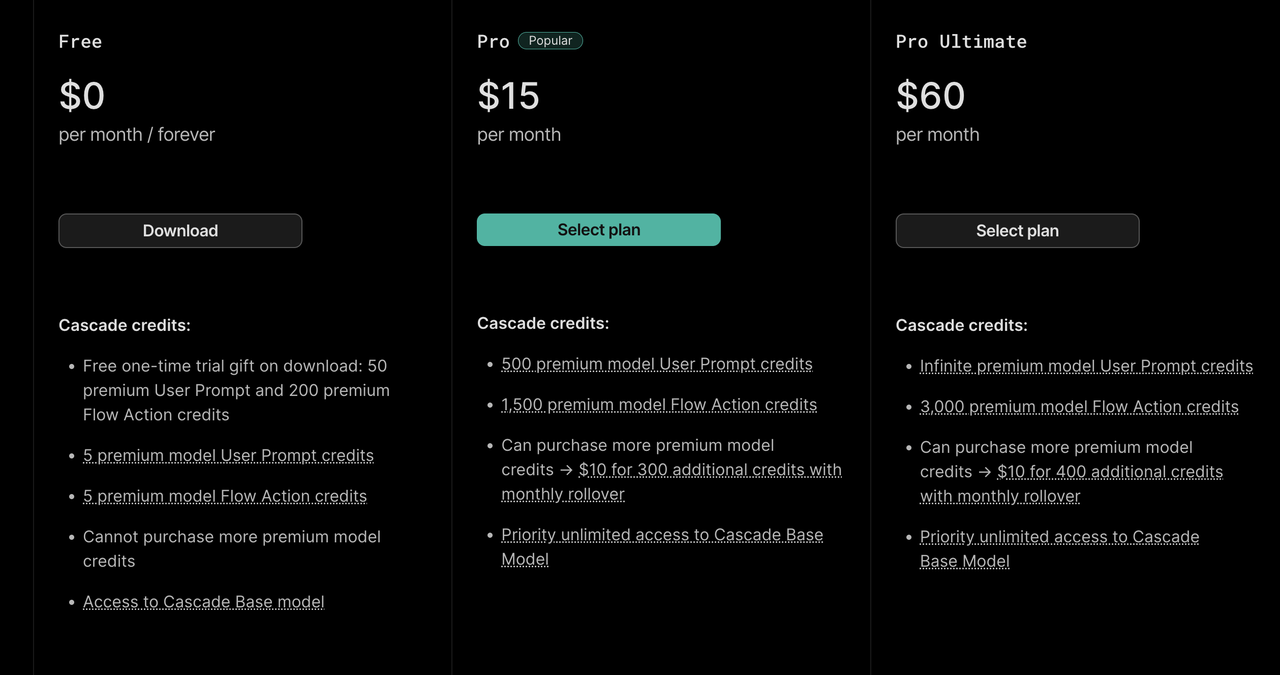 Free
$0
per month / forever
Download
Cascade credits:
• Free one-time trial gift on download: 50
premium User Prompt and 200 premium
Flow Action credits
• 5 premium model User Prompt credits
• 5 premium model Flow Action credits
• Cannot purchase more premium model
credits
• Access to Cascade Base model
Pro Popular
$15
per month
Select plan
Cascade credits:
• 500 premium model User Prompt credits
• 1,500 premium model Flow Action credits
• Can purchase more premium model
credits → $10 for 300 additional credits with
monthly rollover
• Priority unlimited access to Cascade Base
Model
Pro Ultimate
$60
per month
Select plan
Cascade credits:
• Infinite premium model User Prompt credits
• 3,000 premium model Flow Action credits
• Can purchase more premium model
credits → $10 for 400 additional credits
with monthly rollover
• Priority unlimited access to Cascade
Base Model